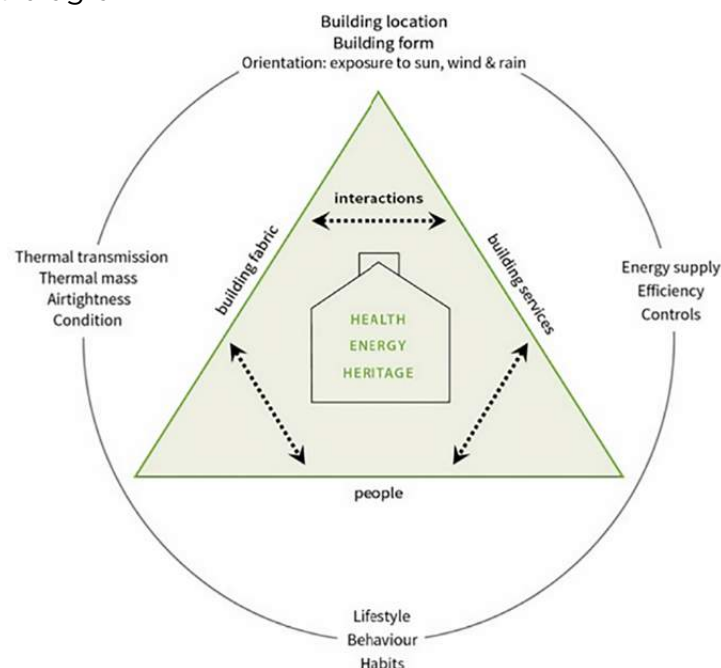 Building location
Building form
Orientation: exposure to sun, wind & rain
interactions
building fabric
building services
Thermal transmission
Thermal mass
Airtightness
Condition
Energy supply
Efficiency
Controls
HEALTH
ENERGY
HERITAGE
people
Lifestyle
Behaviour
Habits